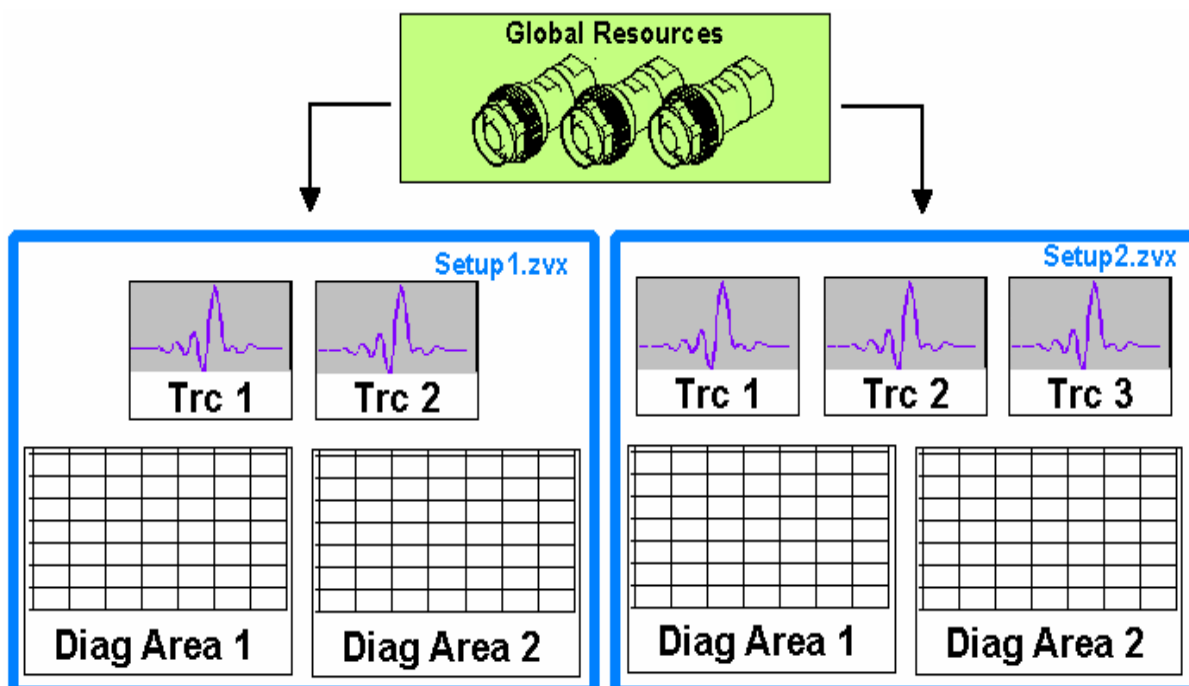 Global Resources
Setup1.zvx
Trc 1
Trc 2
Diag Area 1
Diag Area 2
Setup2.zvx
Trc 1
Trc 2
Trc 3
Diag Area 1
Diag Area 2